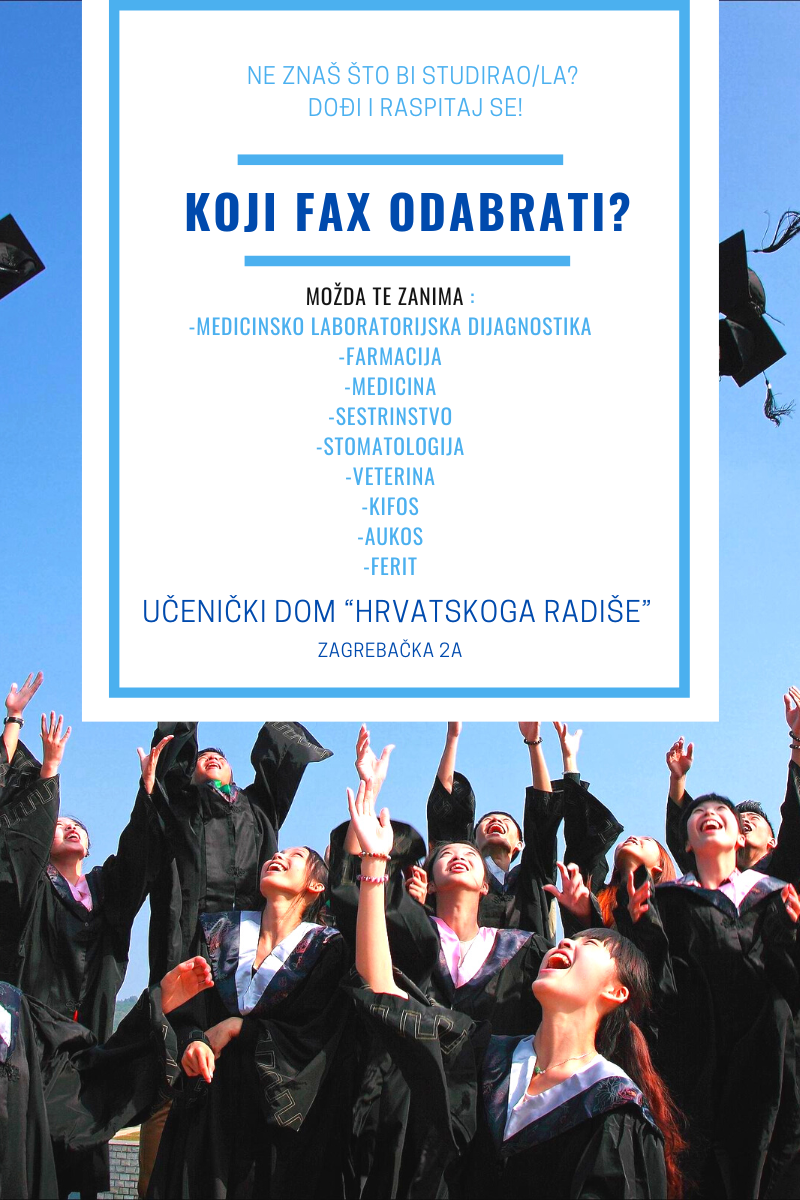 NE ZNAŠ ŠTO BI STUDIRAO/LA?
DOĐI I RASPITAJ SE!
KOJI FAX ODABRATI?
MOŽDA TE ZANIMA :
-MEDICINSKO LABORATORIJSKA DIJAGNOSTIKA
-FARMACIJA
-MEDICINA
-SESTRINSTVO
-STOMATOLOGIJA
-VETERINA
-KIFOS
-AUKOS
-FERIT
UČENIČKI DOM “HRVATSKOGA RADIŠE”
ZAGREBAČKA 2A